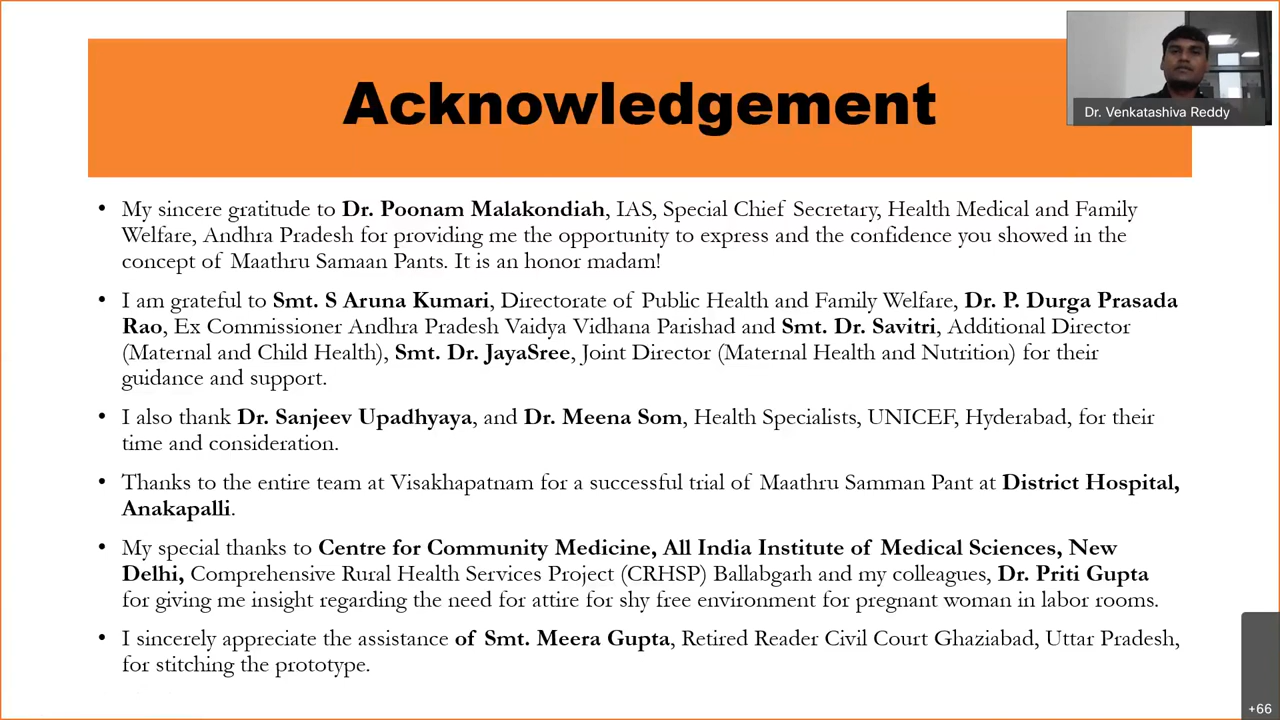 Acknowledgement
Dr. Venkatashiva Reddy
• My sincere gratitude to Dr. Poonam Malakondiah, IAS, Special Chief Secretary, Health Medical and Family
Welfare, Andhra Pradesh for providing me the opportunity to express and the confidence you showed in the
concept of Maathru Samaan Pants. It is an honor madam!
• I am grateful to Smt. S Aruna Kumari, Directorate of Public Health and Family Welfare, Dr. P. Durga Prasada
Rao, Ex Commissioner Andhra Pradesh Vaidya Vidhana Parishad and Smt. Dr. Savitri, Additional Director
(Maternal and Child Health), Smt. Dr. JayaSree, Joint Director (Maternal Health and Nutrition) for their
guidance and support.
• I also thank Dr. Sanjeev Upadhyaya, and Dr. Meena Som, Health Specialists, UNICEF, Hyderabad, for their
time and consideration.
• Thanks to the entire team at Visakhapatnam for a successful trial of Maathru Samman Pant at District Hospital,
Anakapalli.
• My special thanks to Centre for Community Medicine, All India Institute of Medical Sciences, New
Delhi, Comprehensive Rural Health Services Project (CRHSP) Ballabgarh and my colleagues, Dr. Priti Gupta
for giving me insight regarding the need for attire for shy free environment for pregnant woman in labor rooms.
• I sincerely appreciate the assistance of Smt. Meera Gupta, Retired Reader Civil Court Ghaziabad, Uttar Pradesh,
for stitching the prototype.
+66